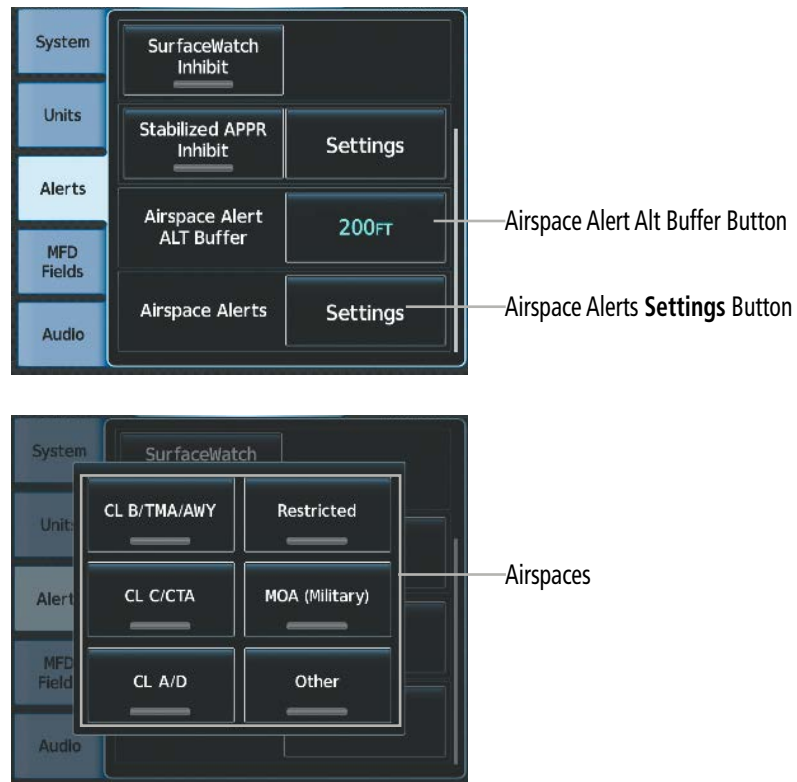 System
Units
Alerts
MFD
Fields
Audio
SurfaceWatch
Inhibit
Stabilized APPR
Inhibit
Settings
Airspace Alert
ALT Buffer
200FT
Airspace Alerts
Settings
Airspace Alert Alt Buffer Button
Airspace Alerts Settings Button
System
Unit
Alert
MFD
Field
Audio
SurfaceWatch
CL B/TMA/AWY
Restricted
CL C/CTA
MOA (Military)
CL A/D
Other
Airspaces